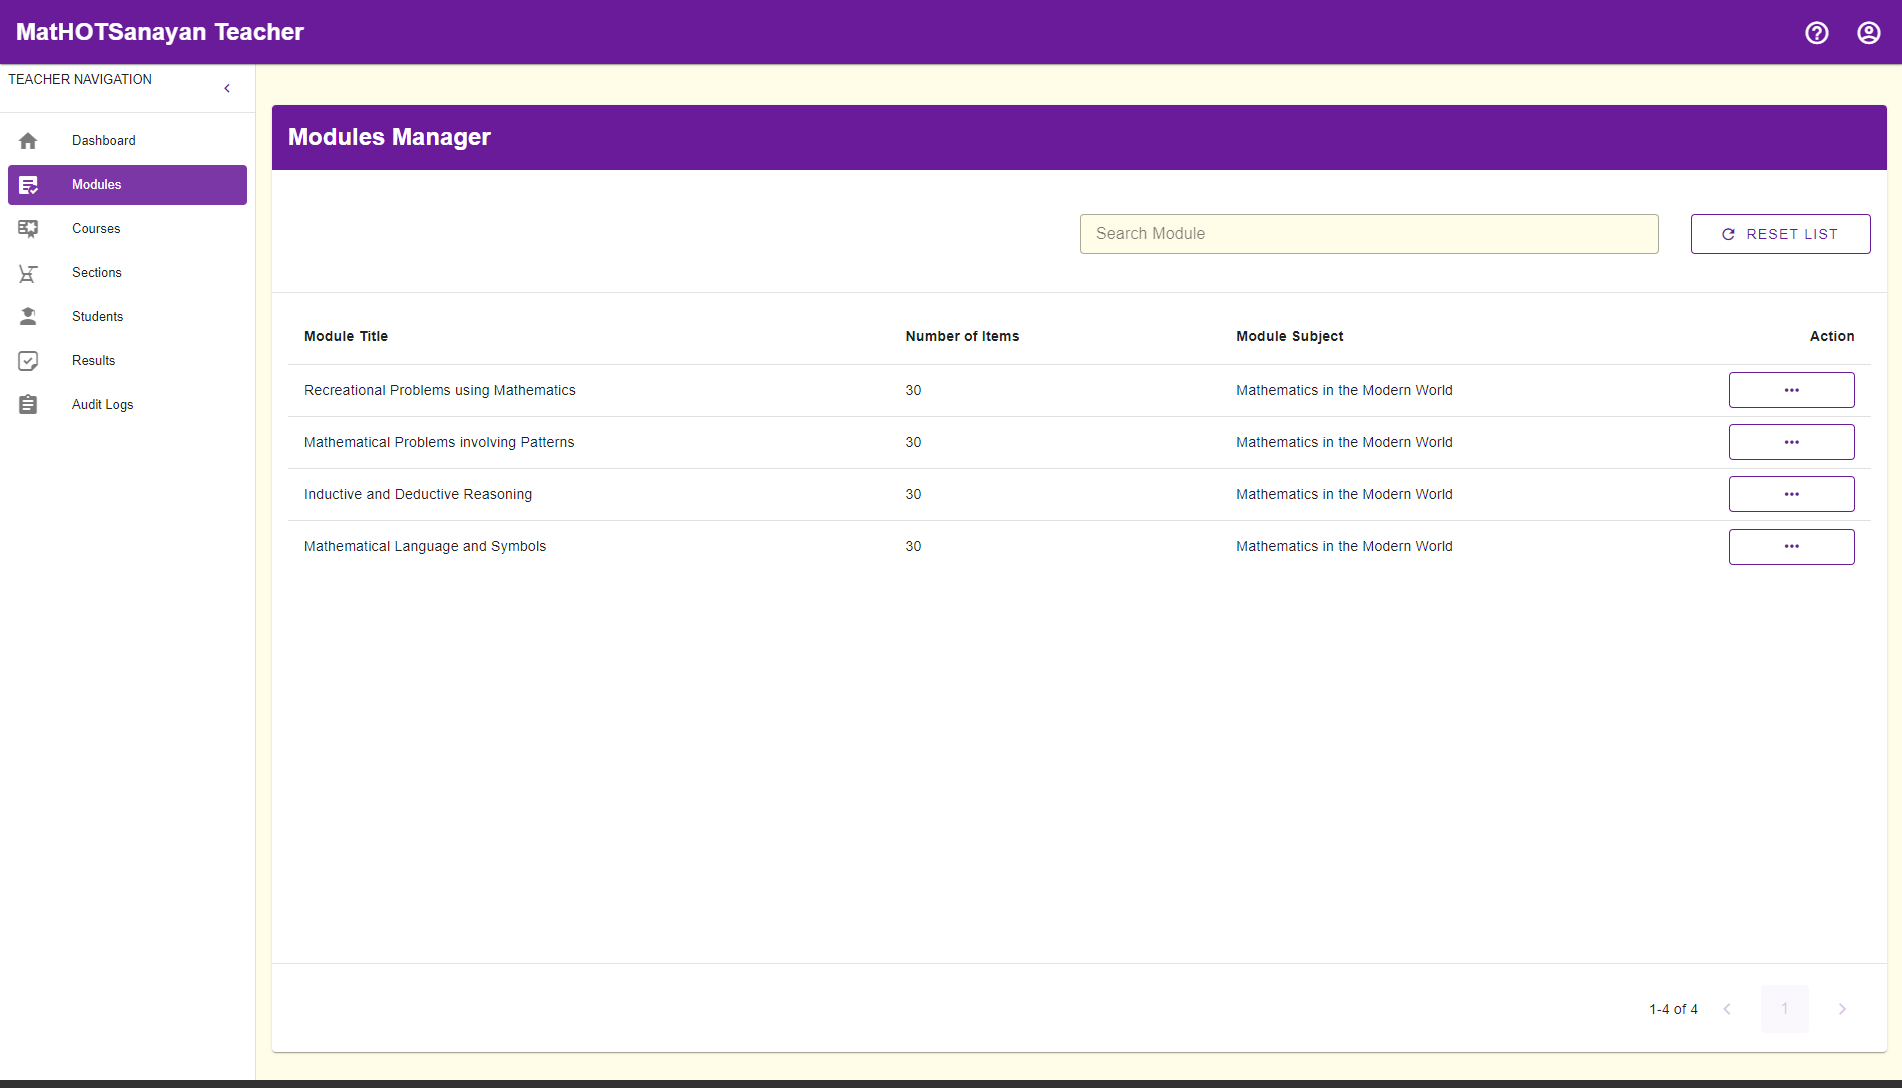 MatHOTSanayan Teacher
TEACHER NAVIGATION
Dashboard
Modules
Courses
Sections
Students
Results
Audit Logs
Modules Manager
Search Module
RESET LIST
Module Title Number of Items Module Subject Action
Recreational Problems using Mathematics 30 Mathematics in the Modern World
Mathematical Problems involving Patterns 30 Mathematics in the Modern World
Inductive and Deductive Reasoning 30 Mathematics in the Modern World
Mathematical Language and Symbols 30 Mathematics in the Modern World
1-4 of 4 1